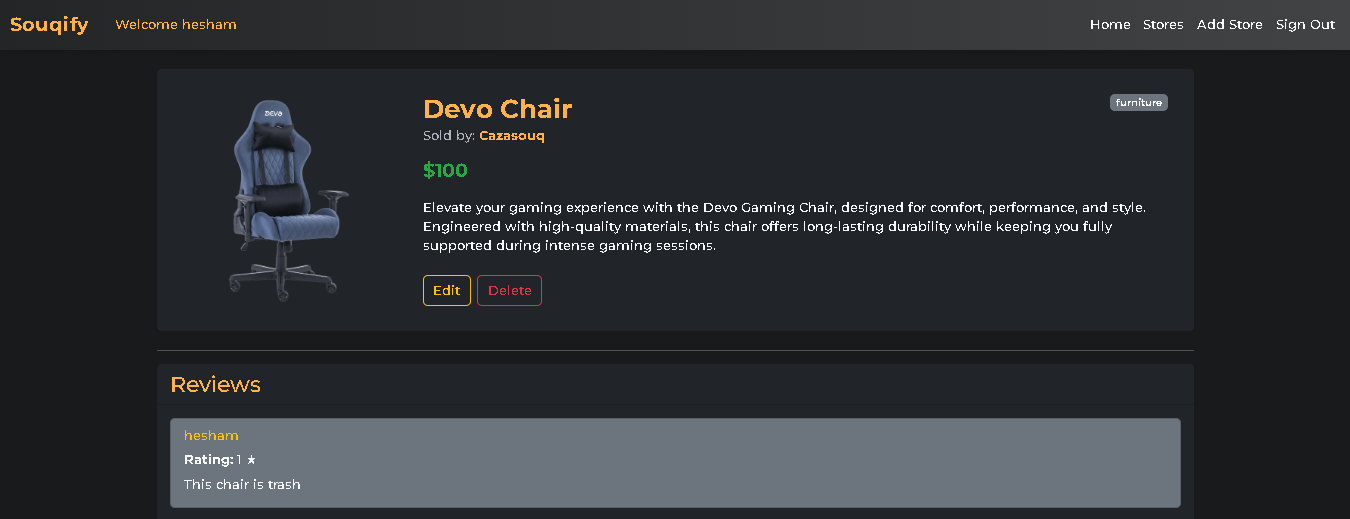 Souqify Welcome hesham Home Stores Add Store Sign Out
DEVO
Devo Chair furniture
Sold by: Cazasouq
$100
Elevate your gaming experience with the Devo Gaming Chair, designed for comfort, performance, and style.
Engineered with high-quality materials, this chair offers long-lasting durability while keeping you fully
supported during intense gaming sessions.
Edit Delete
Reviews
hesham
Rating: 1 ★
This chair is trash